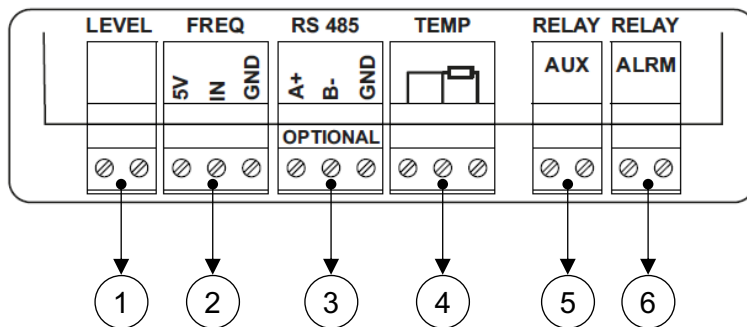 LEVEL FREQ RS 485 TEMP RELAY RELAY
5V IN GND A+ B- GND AUX ALRM
OPTIONAL
1 2 3 4 5 6